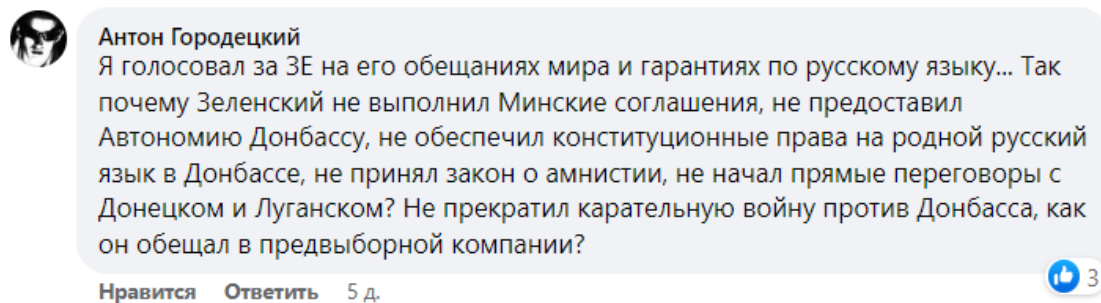 Антон Городецкий
Я голосовал за ЗЕ на его обещаниях мира и гарантиях по русскому языку... Так
почему Зеленский не выполнил Минские соглашения, не предоставил
Автономию Донбассу, не обеспечил конституционные права на родной русский
язык в Донбассе, не принял закон о амнистии, не начал прямые переговоры с
Донецком и Луганском? Не прекратил карательную войну против Донбасса, как
он обещал в предвыборной компании?
3
Нравится Ответить 5 д.